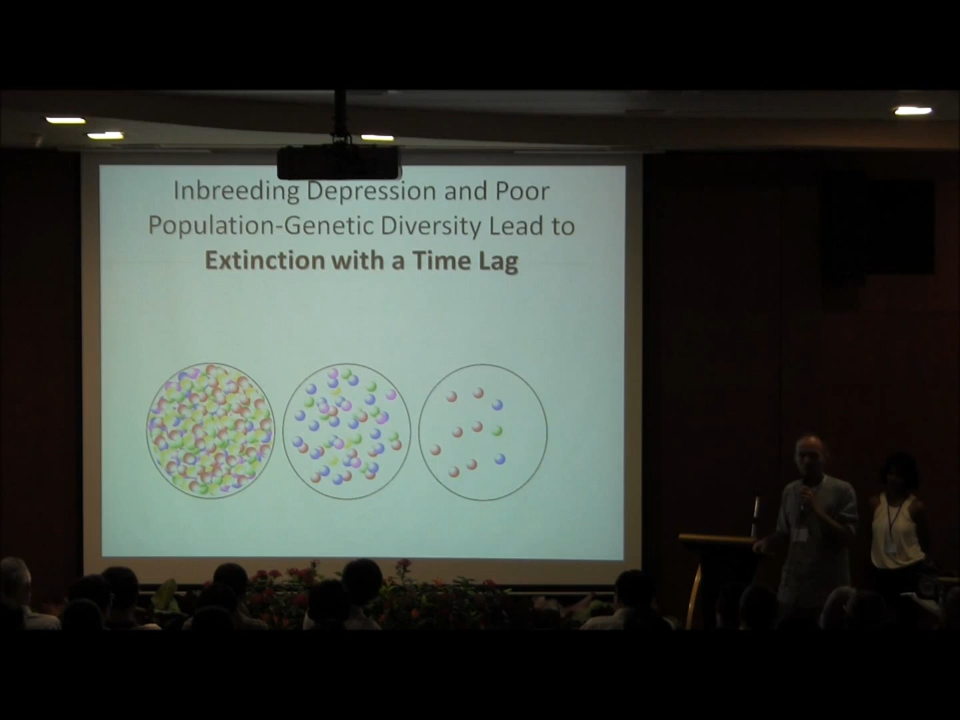 Inbreeding Depression and Poor
Population-Genetic Diversity Lead to
Extinction with a Time Lag